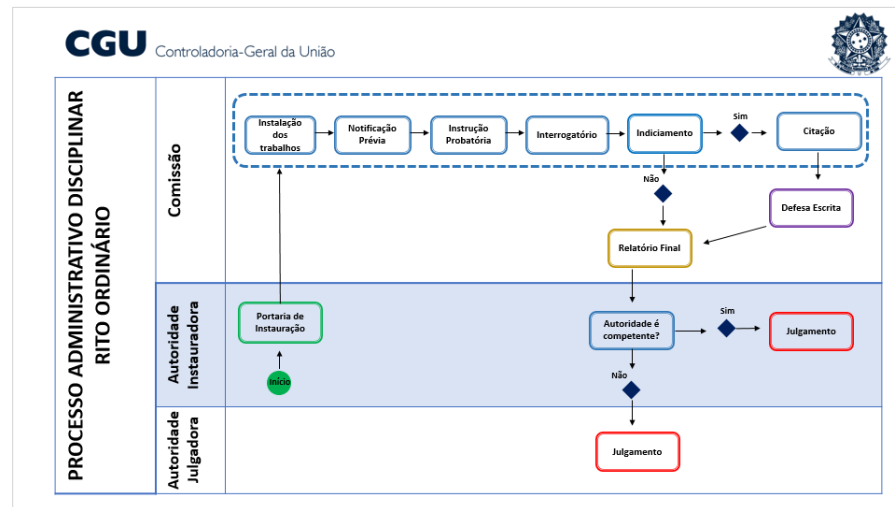 CGU Controladoria-Geral da União
PROCESSO ADMINISTRATIVO DISCIPLINAR
RITO ORDINÁRIO
Comissão
Instalação
dos
trabalhos
Notificação
Prévia
Instrução
Probatória
Interrogatório
Indiciamento
Sim
Citação
Não
Defesa Escrita
Relatório Final
Autoridade
Instauradora
Portaria de
Instauração
Início
Autoridade é
competente?
Sim
Julgamento
Não
Autoridade
Julgadora
Julgamento